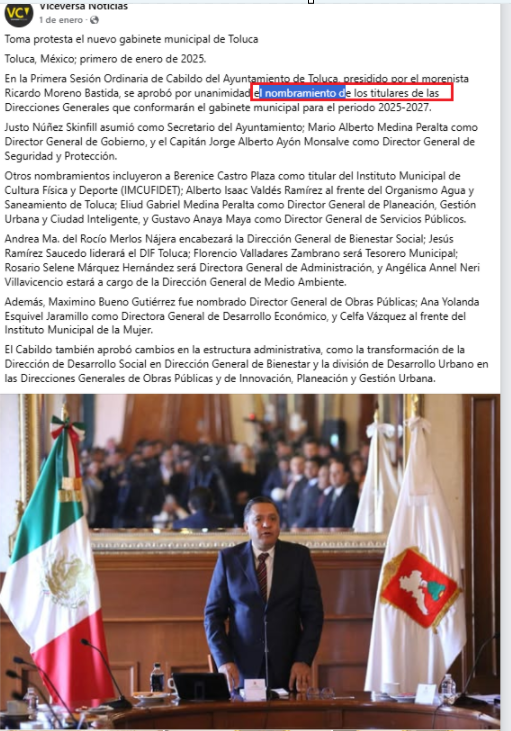 VC
Viceversa Noticias
1 de enero ·
Toma protesta el nuevo gabinete municipal de Toluca
Toluca, México; primero de enero de 2025.
En la Primera Sesión Ordinaria de Cabildo del Ayuntamiento de Toluca, presidido por el morenista
Ricardo Moreno Bastida, se aprobó por unanimidad el nombramiento de los titulares de las
Direcciones Generales que conformarán el gabinete municipal para el periodo 2025-2027.
Justo Núñez Skinfill asumió como Secretario del Ayuntamiento; Mario Alberto Medina Peralta como
Director General de Gobierno, y el Capitán Jorge Alberto Ayón Monsalve como Director General de
Seguridad y Protección.
Otros nombramientos incluyeron a Berenice Castro Plaza como titular del Instituto Municipal de
Cultura Física y Deporte (IMCUFIDET); Alberto Isaac Valdés Ramírez al frente del Organismo Agua y
Saneamiento de Toluca; Eliud Gabriel Medina Peralta como Director General de Planeación, Gestión
Urbana y Ciudad Inteligente, y Gustavo Anaya Maya como Director General de Servicios Públicos.
Andrea Ma. del Rocío Merlos Nájera encabezará la Dirección General de Bienestar Social; Jesús
Ramírez Saucedo liderará el DIF Toluca; Florencio Valladares Zambrano será Tesorero Municipal;
Rosario Selene Márquez Hernández será Directora General de Administración, y Angélica Annel Neri
Villavicencio estará a cargo de la Dirección General de Medio Ambiente.
Además, Maximino Bueno Gutiérrez fue nombrado Director General de Obras Públicas; Ana Yolanda
Esquivel Jaramillo como Directora General de Desarrollo Económico, y Celfa Vázquez al frente del
Instituto Municipal de la Mujer.
El Cabildo también aprobó cambios en la estructura administrativa, como la transformación de la
Dirección de Desarrollo Social en Dirección General de Bienestar y la división de Desarrollo Urbano en
las Direcciones Generales de Obras Públicas y de Innovación, Planeación y Gestión Urbana.